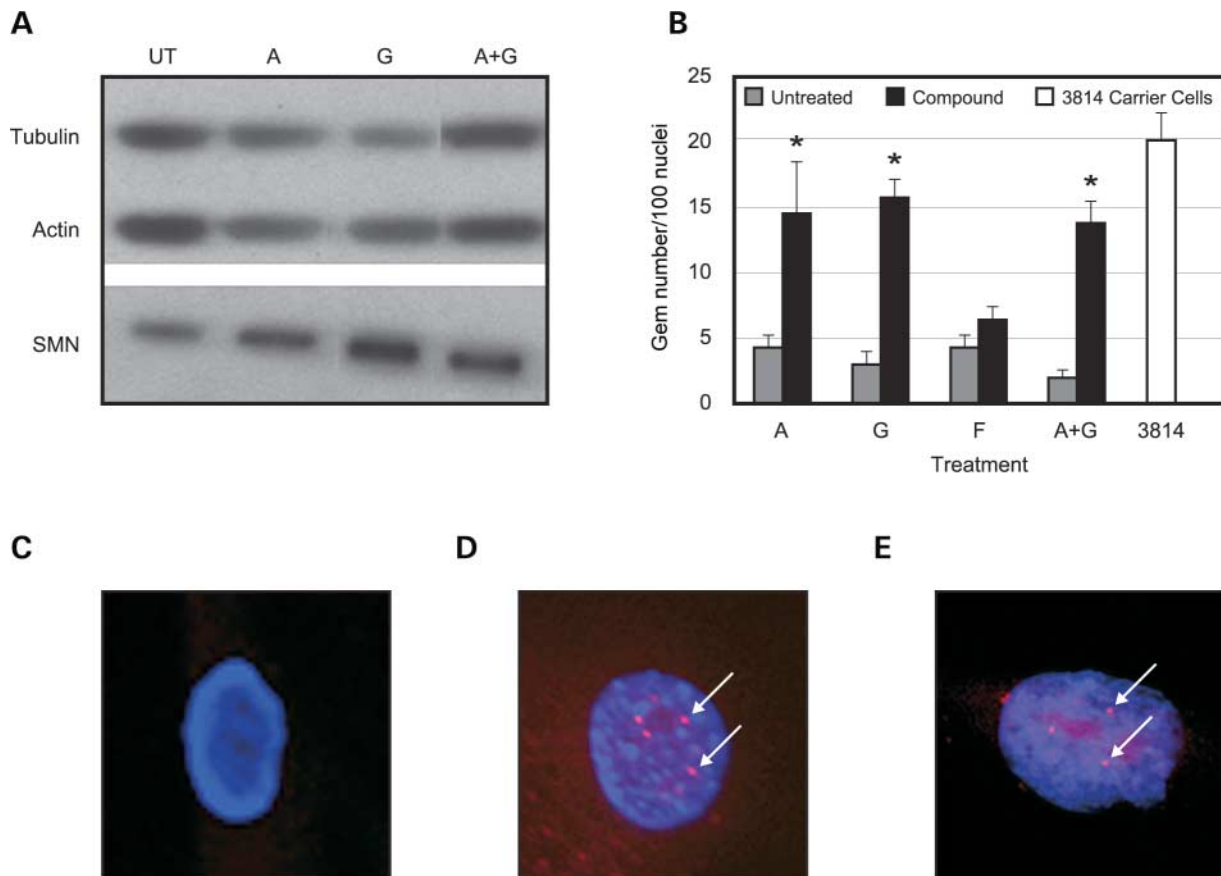 A
UT A G A+G
Tubulin
Actin
SMN
B
25
20
15
10
5
0
Gem number/100 nuclei
Untreated Compound 3814 Carrier Cells
* * *
A G F A+G 3814
Treatment
C
D
E